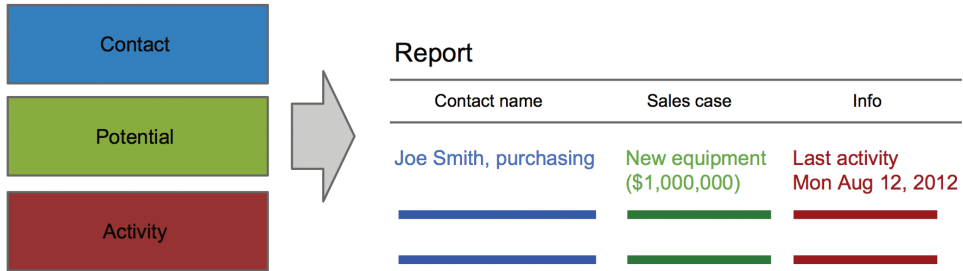 Contact
Potential
Activity
Report
Contact name
Sales case
Info
Joe Smith, purchasing
New equipment
($1,000,000)
Last activity
Mon Aug 12, 2012